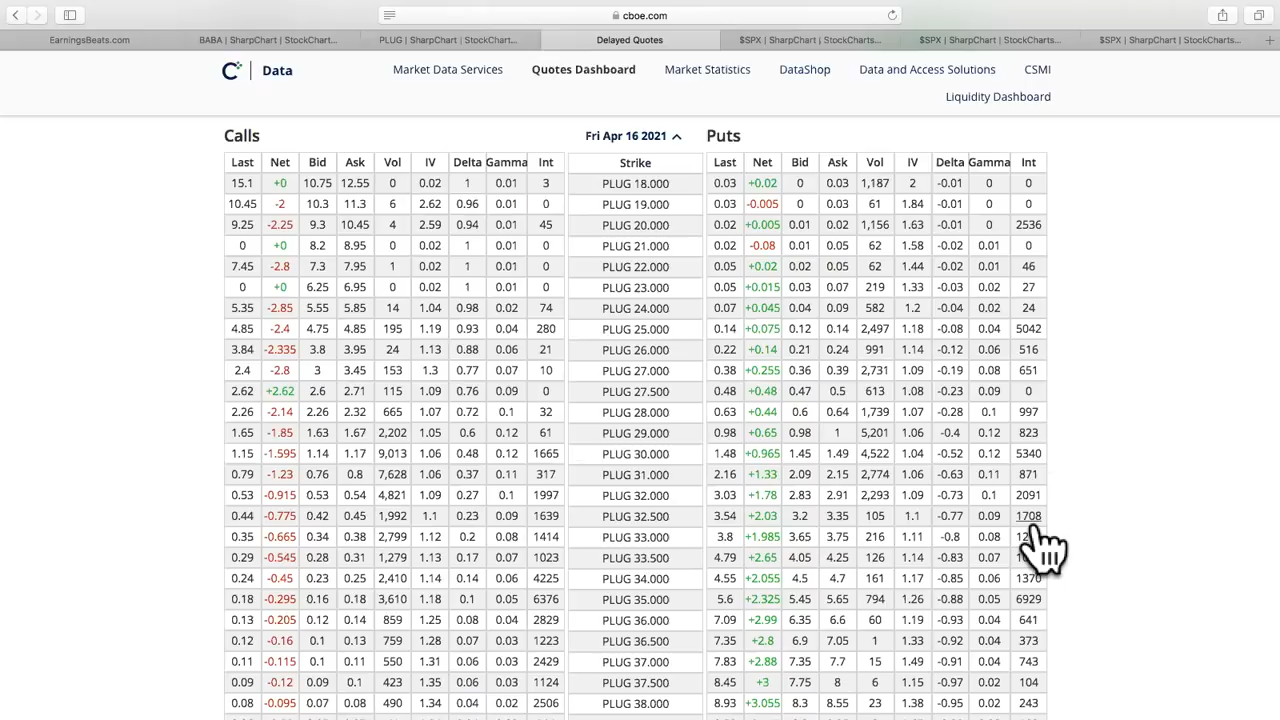 cboe.com
EarningsBeats.com BABA | SharpChart | StockChart... PLUG | SharpChart | StockChart... Delayed Quotes $SPX | SharpChart | StockCharts... $SPX | SharpChart | StockCharts... $SPX | SharpChart | StockCharts...
C Data Market Data Services Quotes Dashboard Market Statistics DataShop Data and Access Solutions CSMI
Liquidity Dashboard
Calls Fri Apr 16 2021 Puts
Last Net Bid Ask Vol IV Delta Gamma Int Strike Last Net Bid Ask Vol IV Delta Gamma Int
15.1 +0 10.75 12.55 0 0.02 1 0.01 3 PLUG 18.000 0.03 +0.02 0 0.03 1,187 2 -0.01 0 0
10.45 -2 10.3 11.3 6 2.62 0.96 0.01 0 PLUG 19.000 0.03 -0.005 0 0.03 61 1.84 -0.01 0 0
9.25 -2.25 9.3 10.45 4 2.59 0.94 0.01 45 PLUG 20.000 0.02 +0.005 0.01 0.02 1,156 1.63 -0.01 0 2536
0 +0 8.2 8.95 0 0.02 1 0.01 0 PLUG 21.000 0.02 -0.08 0.01 0.05 62 1.58 -0.02 0.01 0
7.45 -2.8 7.3 7.95 1 0.02 1 0.01 0 PLUG 22.000 0.05 +0.02 0.02 0.05 62 1.44 -0.02 0.01 46
0 +0 6.25 6.95 0 0.02 1 0.01 0 PLUG 23.000 0.05 +0.015 0.03 0.07 219 1.33 -0.03 0.02 27
5.35 -2.85 5.55 5.85 14 1.04 0.98 0.02 74 PLUG 24.000 0.07 +0.045 0.04 0.09 582 1.2 -0.04 0.02 24
4.85 -2.4 4.75 4.85 195 1.19 0.93 0.04 280 PLUG 25.000 0.14 +0.075 0.12 0.14 2,497 1.18 -0.08 0.04 5042
3.84 -2.335 3.8 3.95 24 1.13 0.88 0.06 21 PLUG 26.000 0.22 +0.14 0.21 0.24 991 1.14 -0.12 0.06 516
2.4 -2.8 3 3.45 153 1.3 0.77 0.07 10 PLUG 27.000 0.38 +0.255 0.36 0.39 2,731 1.09 -0.19 0.08 651
2.62 +2.62 2.6 2.71 115 1.09 0.76 0.09 0 PLUG 27.500 0.48 +0.48 0.47 0.5 613 1.08 -0.23 0.09 0
2.26 -2.14 2.26 2.32 665 1.07 0.72 0.1 32 PLUG 28.000 0.63 +0.44 0.6 0.64 1,739 1.07 -0.28 0.1 997
1.65 -1.85 1.63 1.67 2,202 1.05 0.6 0.12 61 PLUG 29.000 0.98 +0.65 0.98 1 5,201 1.06 -0.4 0.12 823
1.15 -1.595 1.14 1.17 9,013 1.06 0.48 0.12 1665 PLUG 30.000 1.48 +0.965 1.45 1.49 4,522 1.04 -0.52 0.12 5340
0.79 -1.23 0.76 0.8 7,628 1.06 0.37 0.11 317 PLUG 31.000 2.16 +1.33 2.09 2.15 2,774 1.06 -0.63 0.11 871
0.53 -0.915 0.53 0.54 4,821 1.09 0.27 0.1 1997 PLUG 32.000 3.03 +1.78 2.83 2.91 2,293 1.09 -0.73 0.1 2091
0.44 -0.775 0.42 0.45 1,992 1.1 0.23 0.09 1639 PLUG 32.500 3.54 +2.03 3.2 3.35 105 1.1 -0.77 0.09 1708
0.35 -0.665 0.34 0.38 2,799 1.12 0.2 0.08 1414 PLUG 33.000 3.8 +1.985 3.65 3.75 216 1.11 -0.8 0.08
0.29 -0.545 0.28 0.31 1,279 1.13 0.17 0.07 1023 PLUG 33.500 4.79 +2.65 4.05 4.25 126 1.14 -0.83 0.07
0.24 -0.45 0.23 0.25 2,410 1.14 0.14 0.06 4225 PLUG 34.000 4.55 +2.055 4.5 4.7 161 1.17 -0.85 0.06 1370
0.18 -0.295 0.16 0.18 3,610 1.18 0.1 0.05 6376 PLUG 35.000 5.6 +2.325 5.45 5.65 794 1.26 -0.88 0.05 6929
0.13 -0.205 0.12 0.14 859 1.25 0.08 0.04 2829 PLUG 36.000 7.09 +2.99 6.35 6.6 60 1.19 -0.93 0.04 641
0.12 -0.16 0.1 0.13 759 1.28 0.07 0.03 1223 PLUG 36.500 7.35 +2.8 6.9 7.05 1 1.33 -0.92 0.04 373
0.11 -0.115 0.1 0.11 550 1.31 0.06 0.03 2429 PLUG 37.000 7.83 +2.88 7.35 7.7 15 1.49 -0.91 0.04 743
0.09 -0.12 0.09 0.1 423 1.35 0.06 0.03 1124 PLUG 37.500 8.45 +3 7.75 8 6 1.15 -0.97 0.02 104
0.08 -0.095 0.07 0.08 490 1.34 0.04 0.02 2506 PLUG 38.000 8.93 +3.055 8.3 8.55 23 1.38 -0.95 0.02 243